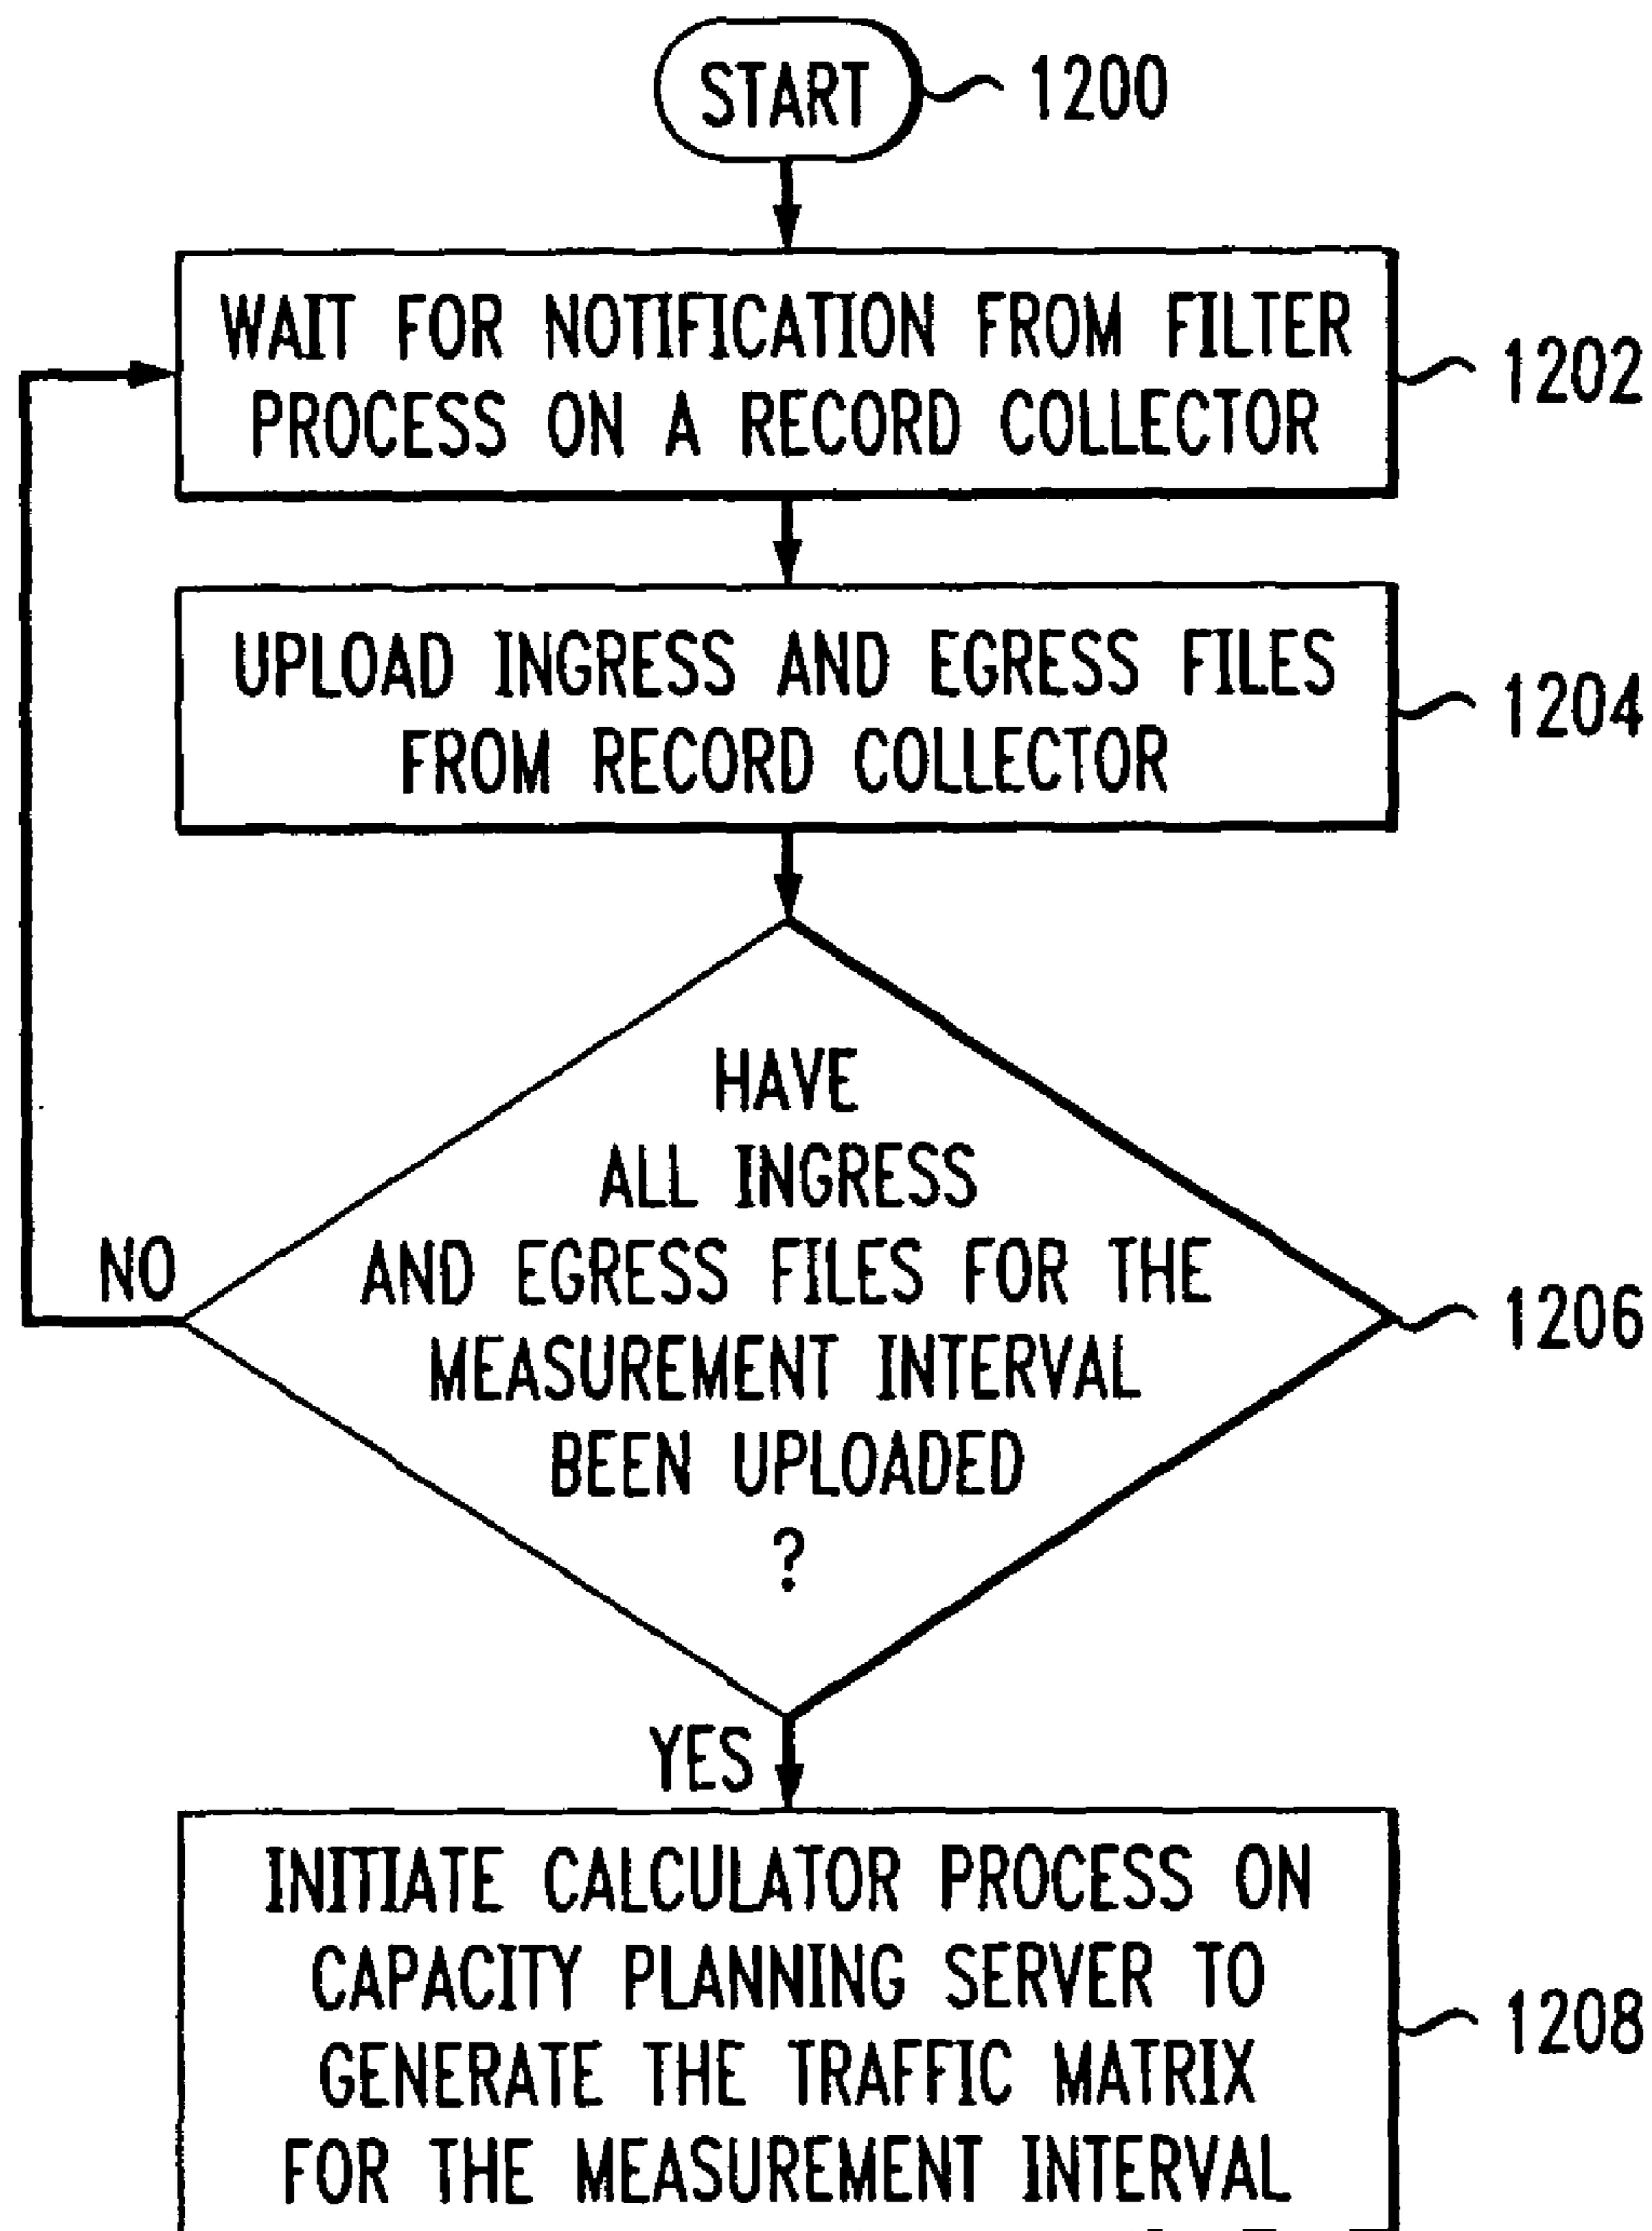 START
1200
WAIT FOR NOTIFICATION FROM FILTER
PROCESS ON A RECORD COLLECTOR
1202
UPLOAD INGRESS AND EGRESS FILES
FROM RECORD COLLECTOR
1204
HAVE
ALL INGRESS
AND EGRESS FILES FOR THE
MEASUREMENT INTERVAL
BEEN UPLOADED
?
NO
1206
YES
INITIATE CALCULATOR PROCESS ON
CAPACITY PLANNING SERVER TO
GENERATE THE TRAFFIC MATRIX
FOR THE MEASUREMENT INTERVAL
1208